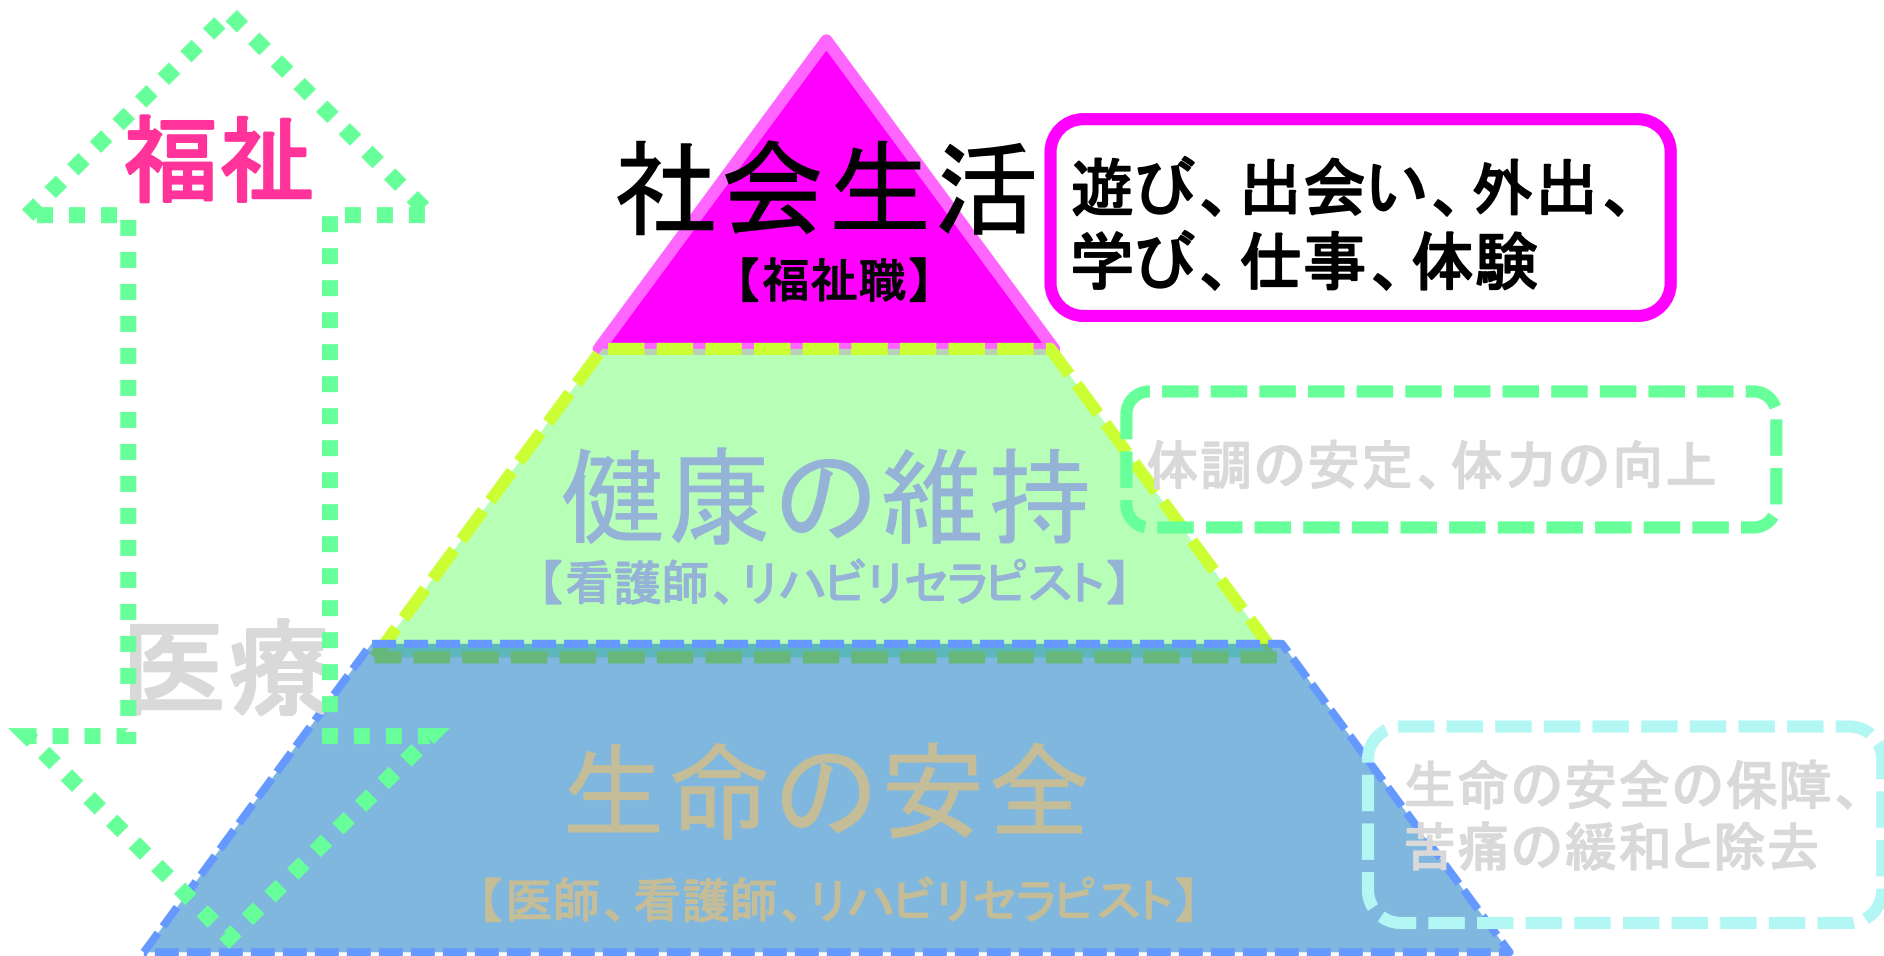 福祉
社会生活
【福祉職】
遊び、出会い、外出、
学び、仕事、体験
健康の維持
【看護師、リハビリセラピスト】
体調の安定、体力の向上
医療
生命の安全
【医師、看護師、リハビリセラピスト】
生命の安全の保障、
苦痛の緩和と除去